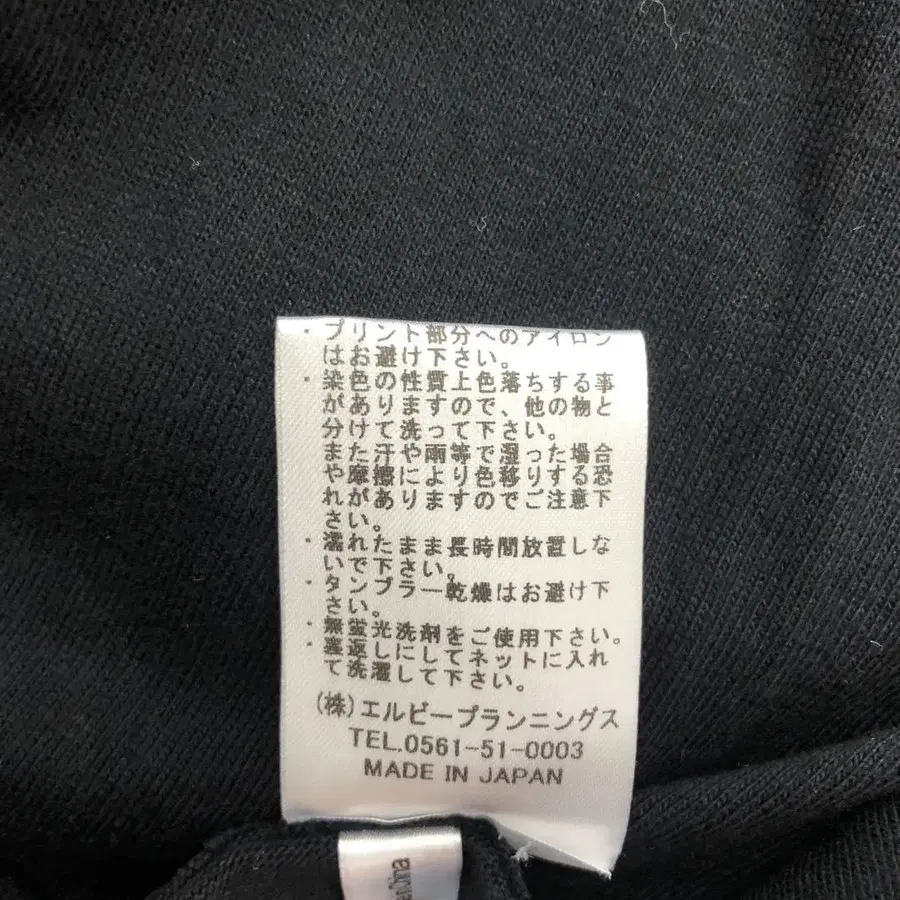 ・プリント部分へのアイロン
はお避け下さい。
・染色の性質上色落ちする事
がありますので、他の物と
分けて洗って下さい。
また汗や雨等で湿った場合
や摩擦により色移りする恐
れがありますのでご注意下
さい。
・濡れたまま長時間放置しな
いで下さい。
・タンブラー乾燥はお避け下
さい。
・無蛍光洗剤をご使用下さい。
・裏返しにしてネットに入れ
て洗濯して下さい。
(株)エルビープランニングス
TEL.0561-51-0003
MADE IN JAPAN